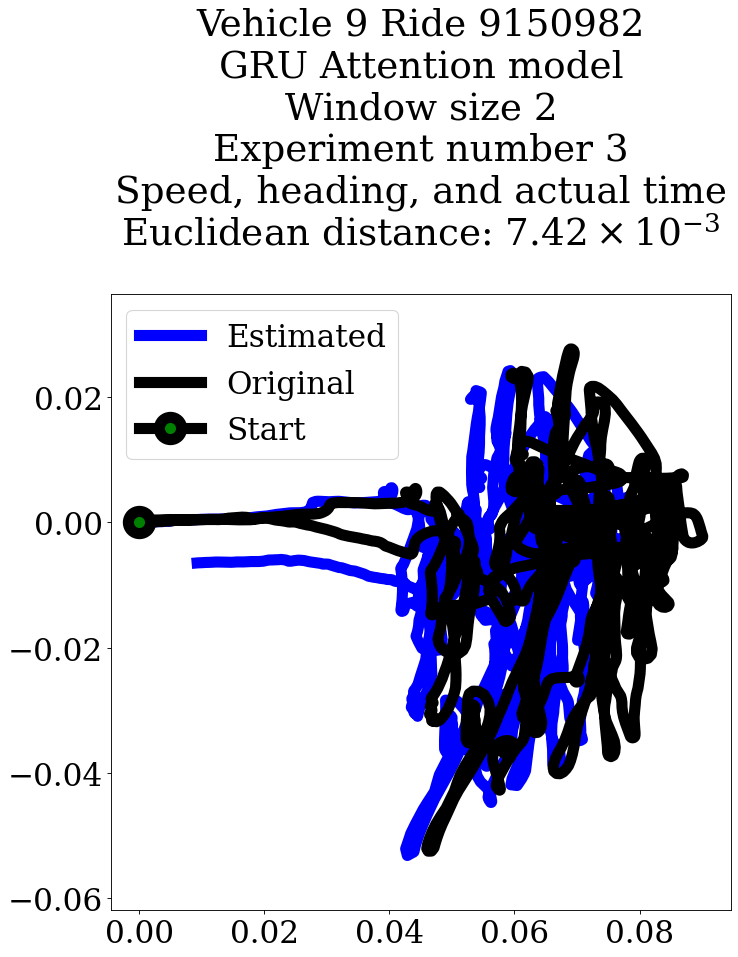 Vehicle 9 Ride 9150982
GRU Attention model
Window size 2
Experiment number 3
Speed, heading, and actual time
Euclidean distance: 7.42 × 10⁻³
Estimated
Original
Start
0.02
0.00
−0.02
−0.04
−0.06
0.00 0.02 0.04 0.06 0.08